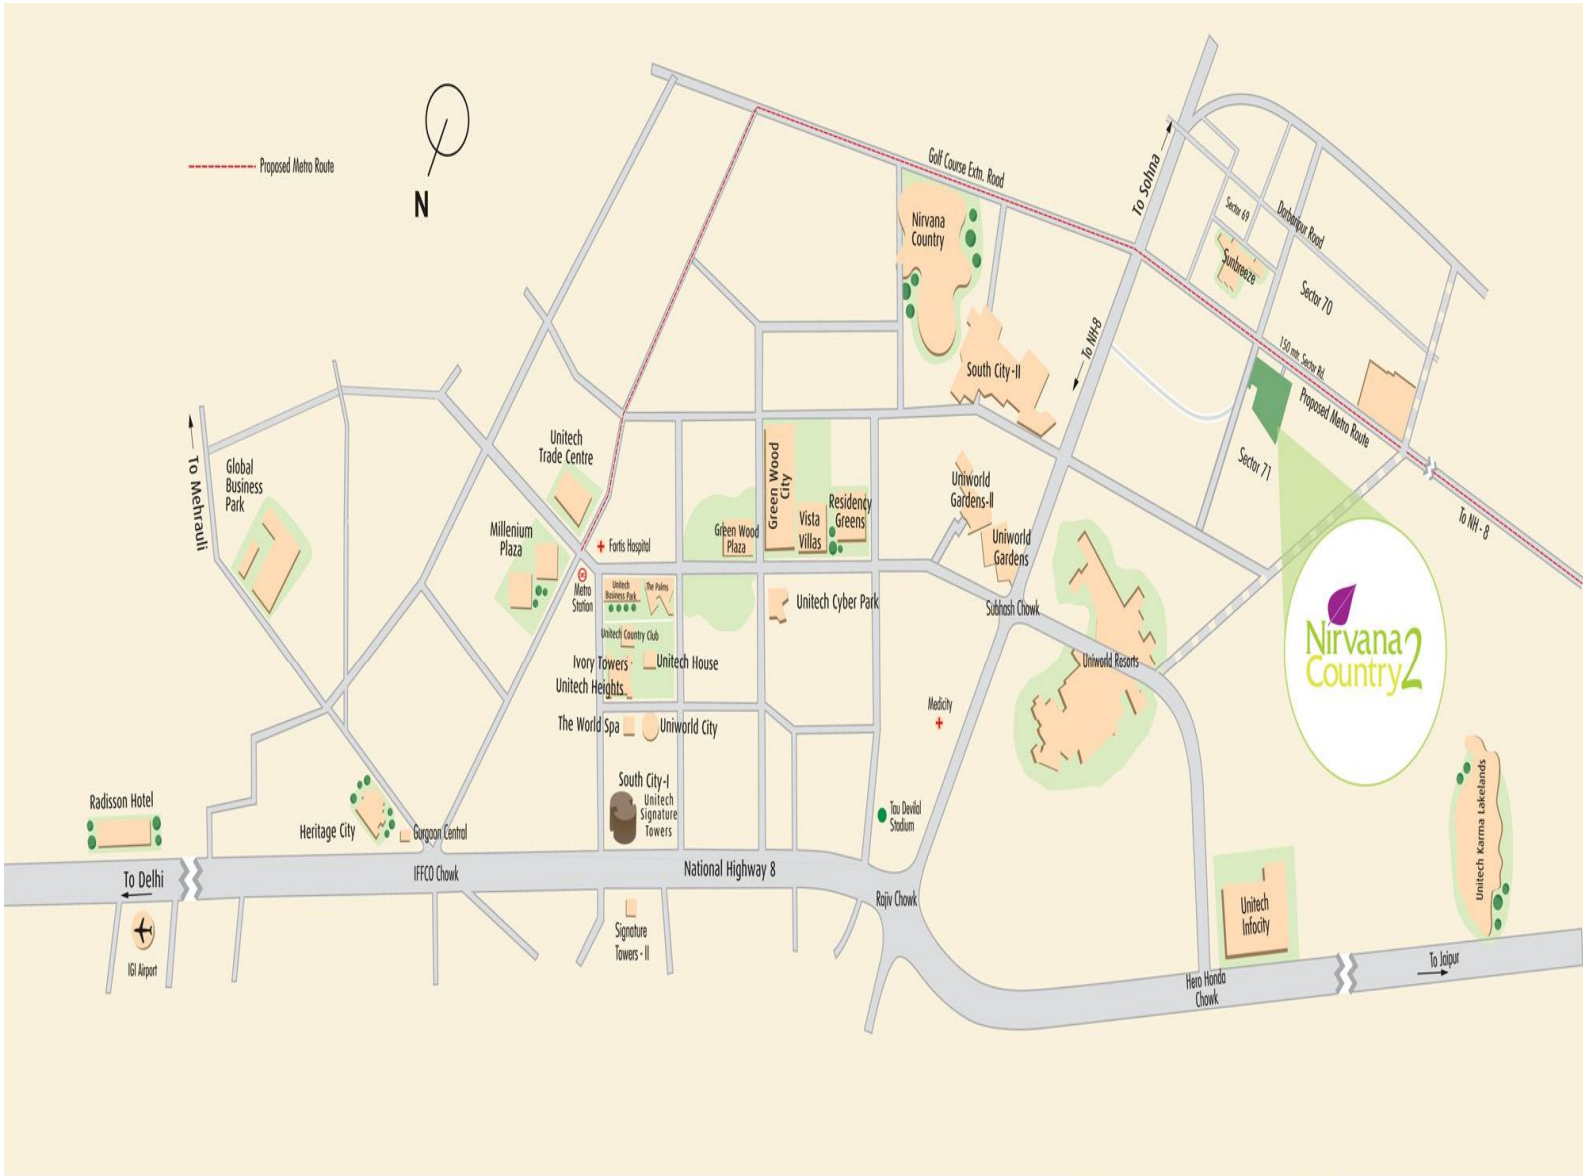 Proposed Metro Route
N
Golf Course Extn. Road
To Sohna
Sector 69
Darbaripur Road
Nirvana
Country
Sunbreeze
Sector 70
To NH-8
150 mt. Sector Rd.
South City-II
Proposed Metro Route
To Mehrauli
Global
Business
Park
Unitech
Trade Centre
Green Wood
City
Vista
Villas
Residency
Greens
Uniworld
Gardens-II
Sector 71
To NH - 8
Millenium
Plaza
Fortis Hospital
Green Wood
Plaza
Uniworld
Gardens
Metro
Station
Unitech
Business Park
The Palms
Unitech Cyber Park
Subhash Chowk
Unitech Country Club
Ivory Towers
Unitech House
Unitech Heights
Uniworld Resorts
Nirvana
Country2
The World Spa
Uniworld City
Medicity
South City-I
Unitech
Signature
Towers
Radisson Hotel
Heritage City
Gurgaon Central
Tau Devilal
Stadium
Unitech Karma Lakelands
To Delhi
IFFCO Chowk
National Highway 8
Rajiv Chowk
Unitech
Infocity
Signature
Towers - II
IGI Airport
Hero Honda
Chowk
To Jaipur